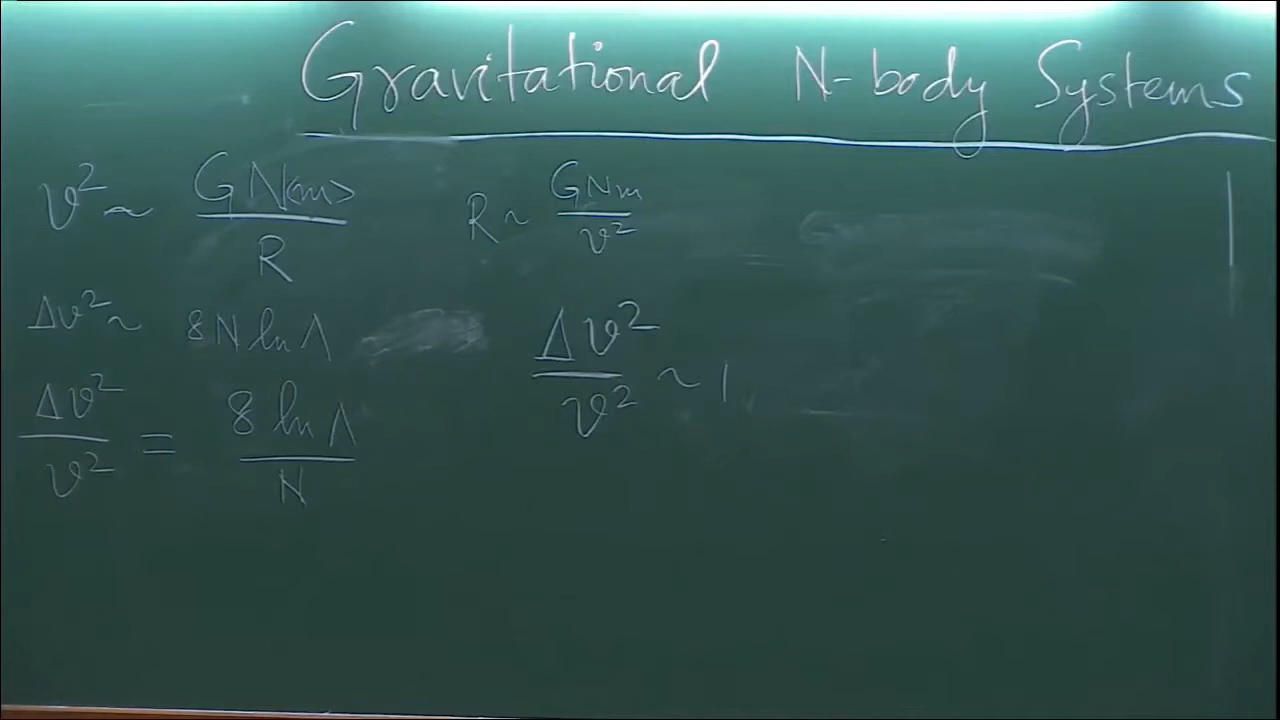 Gravitational N-body Systems
v² ~ GN<m> / R
R ~ GNm / v²
Δv² ~ 8N ln Λ
Δv² / v² ~ 1
Δv² / v² = 8 ln Λ / N